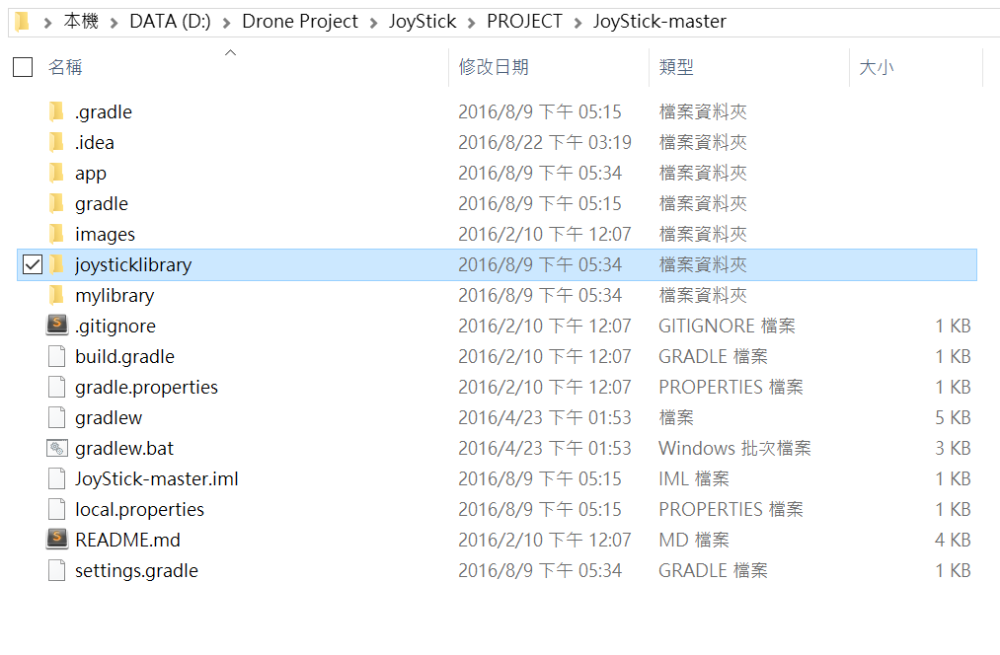 本機 > DATA (D:) > Drone Project > JoyStick > PROJECT > JoyStick-master
名稱 修改日期 類型 大小
.gradle 2016/8/9 下午 05:15 檔案資料夾
.idea 2016/8/22 下午 03:19 檔案資料夾
app 2016/8/9 下午 05:34 檔案資料夾
gradle 2016/8/9 下午 05:15 檔案資料夾
images 2016/2/10 下午 12:07 檔案資料夾
joysticklibrary 2016/8/9 下午 05:34 檔案資料夾
mylibrary 2016/8/9 下午 05:34 檔案資料夾
.gitignore 2016/2/10 下午 12:07 GITIGNORE 檔案 1 KB
build.gradle 2016/2/10 下午 12:07 GRADLE 檔案 1 KB
gradle.properties 2016/2/10 下午 12:07 PROPERTIES 檔案 1 KB
gradlew 2016/4/23 下午 01:53 檔案 5 KB
gradlew.bat 2016/4/23 下午 01:53 Windows 批次檔案 3 KB
JoyStick-master.iml 2016/8/9 下午 05:15 IML 檔案 1 KB
local.properties 2016/8/9 下午 05:15 PROPERTIES 檔案 1 KB
README.md 2016/2/10 下午 12:07 MD 檔案 4 KB
settings.gradle 2016/8/9 下午 05:34 GRADLE 檔案 1 KB